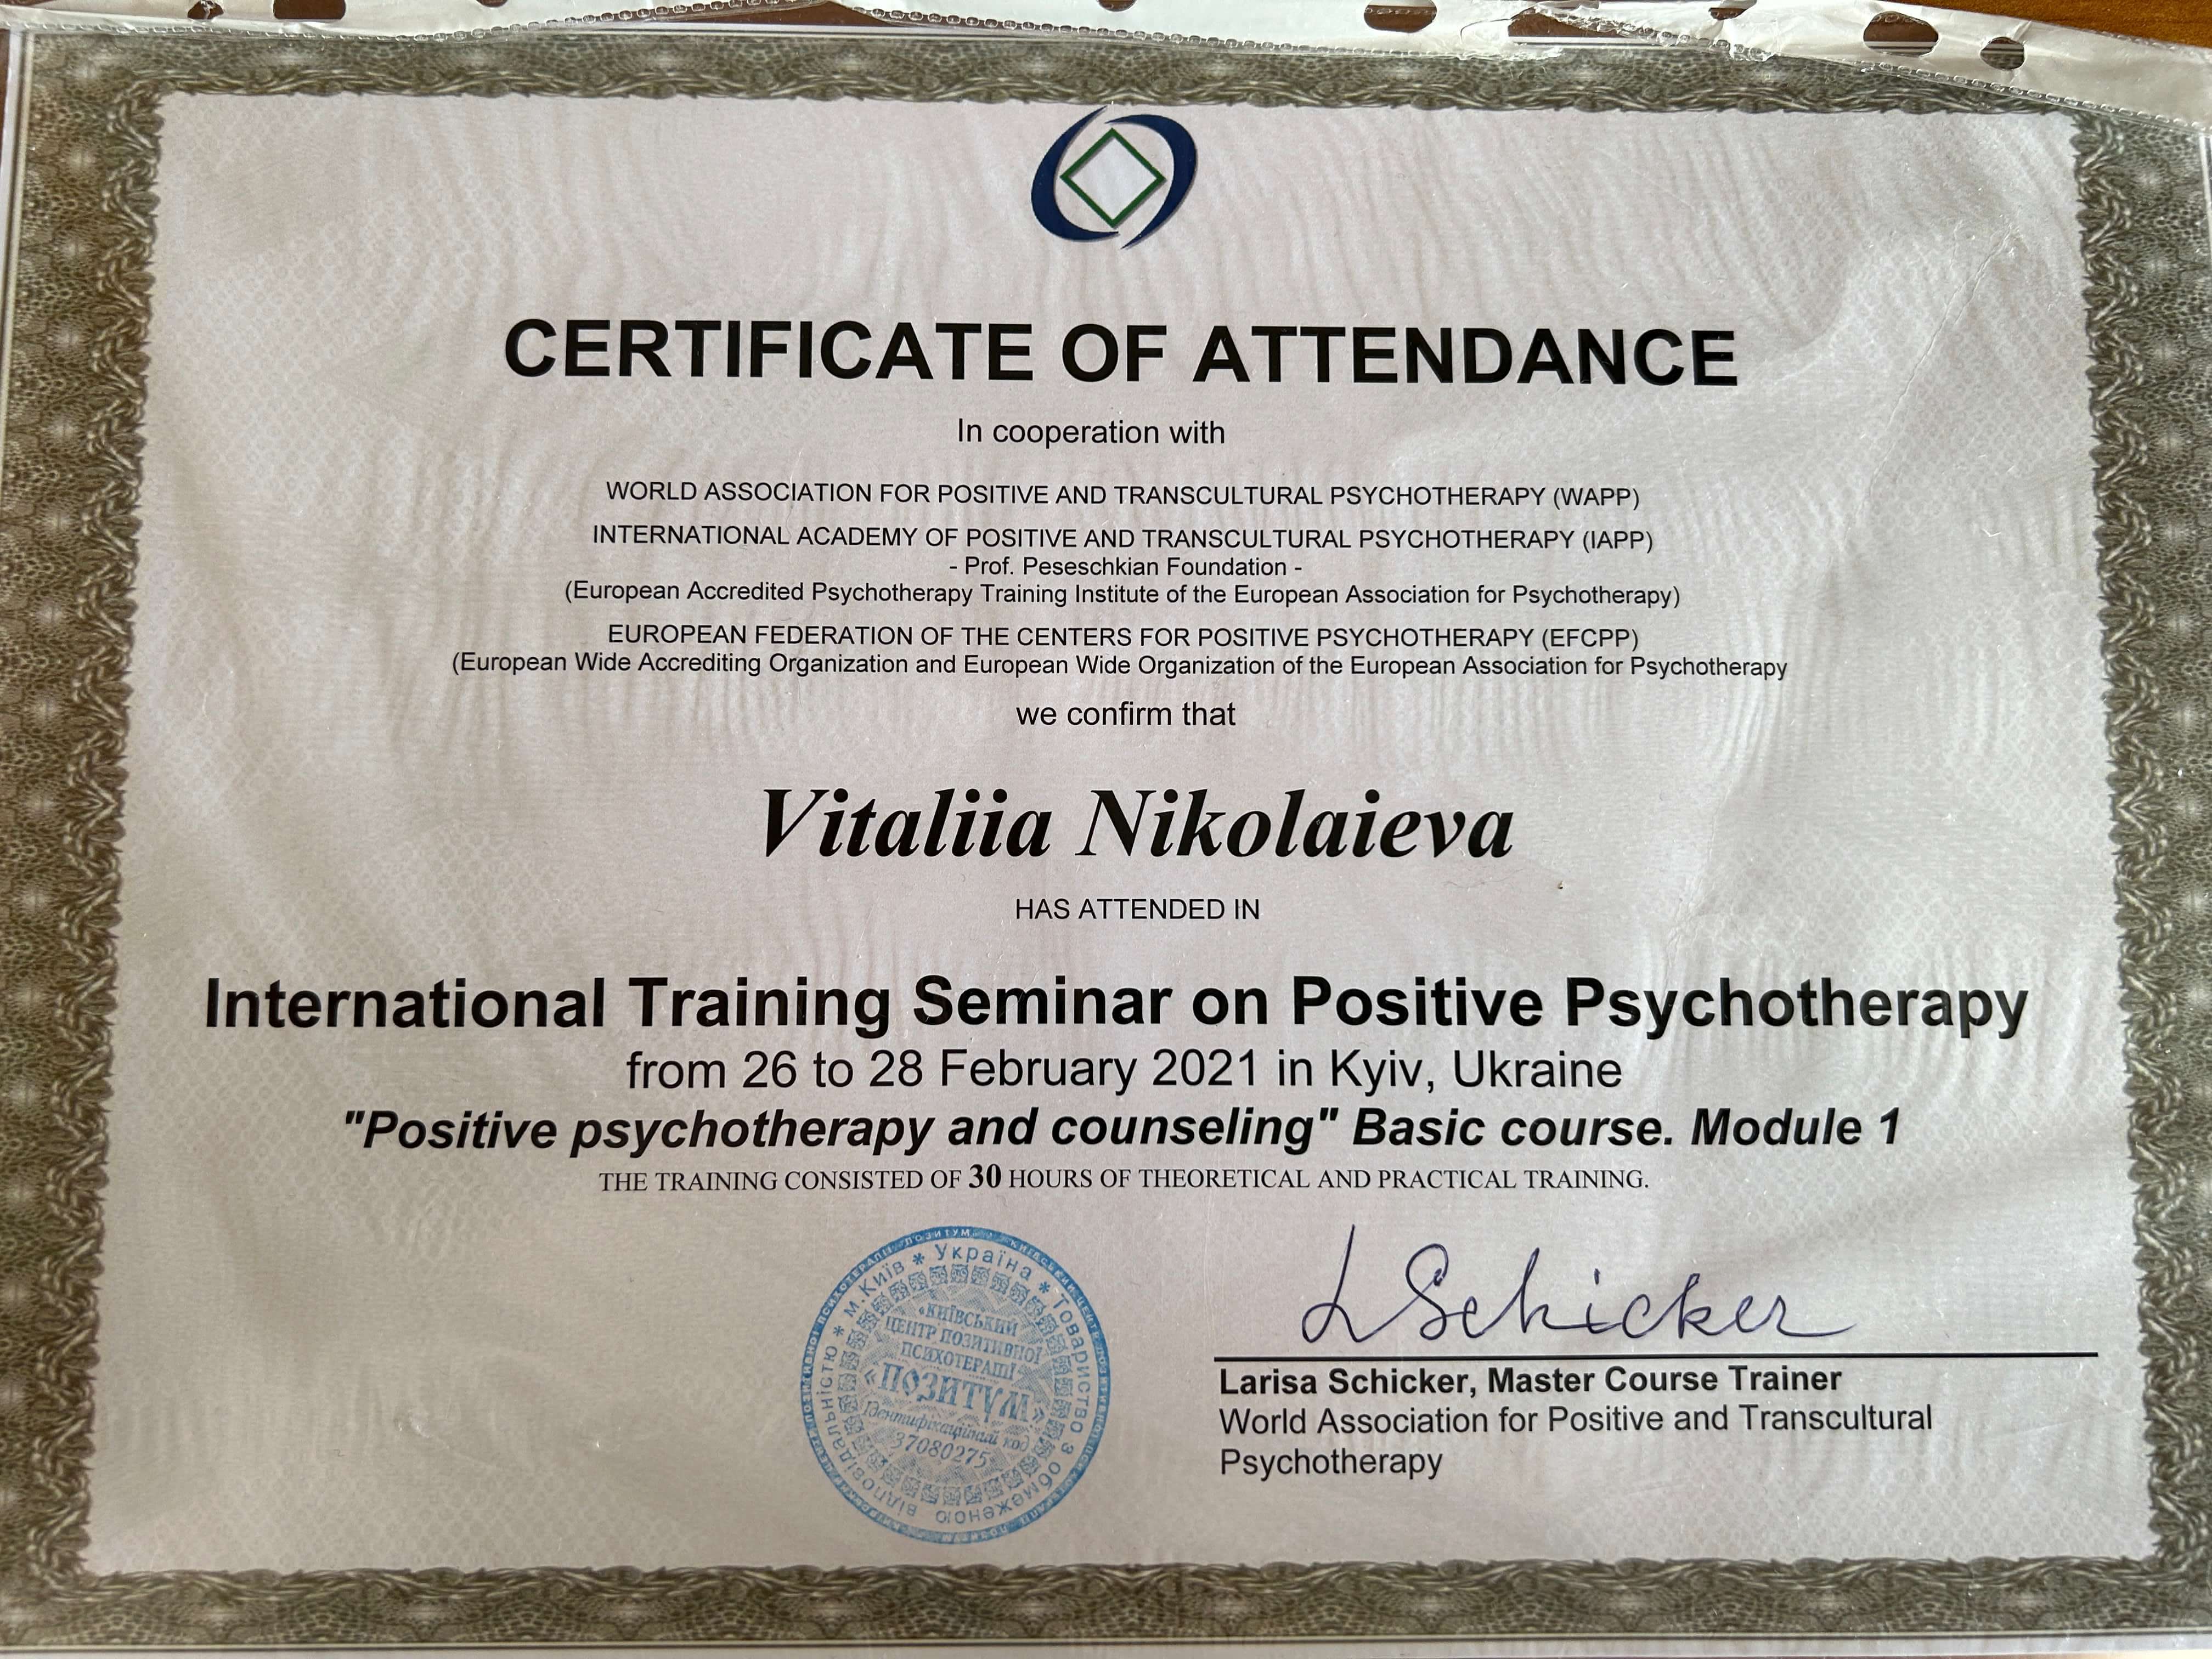 CERTIFICATE OF ATTENDANCE
In cooperation with
WORLD ASSOCIATION FOR POSITIVE AND TRANSCULTURAL PSYCHOTHERAPY (WAPP)
INTERNATIONAL ACADEMY OF POSITIVE AND TRANSCULTURAL PSYCHOTHERAPY (IAPP)
- Prof. Peseschkian Foundation -
(European Accredited Psychotherapy Training Institute of the European Association for Psychotherapy)
EUROPEAN FEDERATION OF THE CENTERS FOR POSITIVE PSYCHOTHERAPY (EFCPP)
(European Wide Accrediting Organization and European Wide Organization of the European Association for Psychotherapy
we confirm that
Vitaliia Nikolaieva
HAS ATTENDED IN
International Training Seminar on Positive Psychotherapy
from 26 to 28 February 2021 in Kyiv, Ukraine
"Positive psychotherapy and counseling" Basic course. Module 1
THE TRAINING CONSISTED OF 30 HOURS OF THEORETICAL AND PRACTICAL TRAINING.
м.Київ * Україна * Товариство з обмеженою відповідальністю *
«КИЇВСЬКИЙ
ЦЕНТР ПОЗИТИВНОЇ
ПСИХОТЕРАПІЇ
«ПОЗИТУМ»
Ідентифікаційний код
37080275
L Schicker
Larisa Schicker, Master Course Trainer
World Association for Positive and Transcultural
Psychotherapy